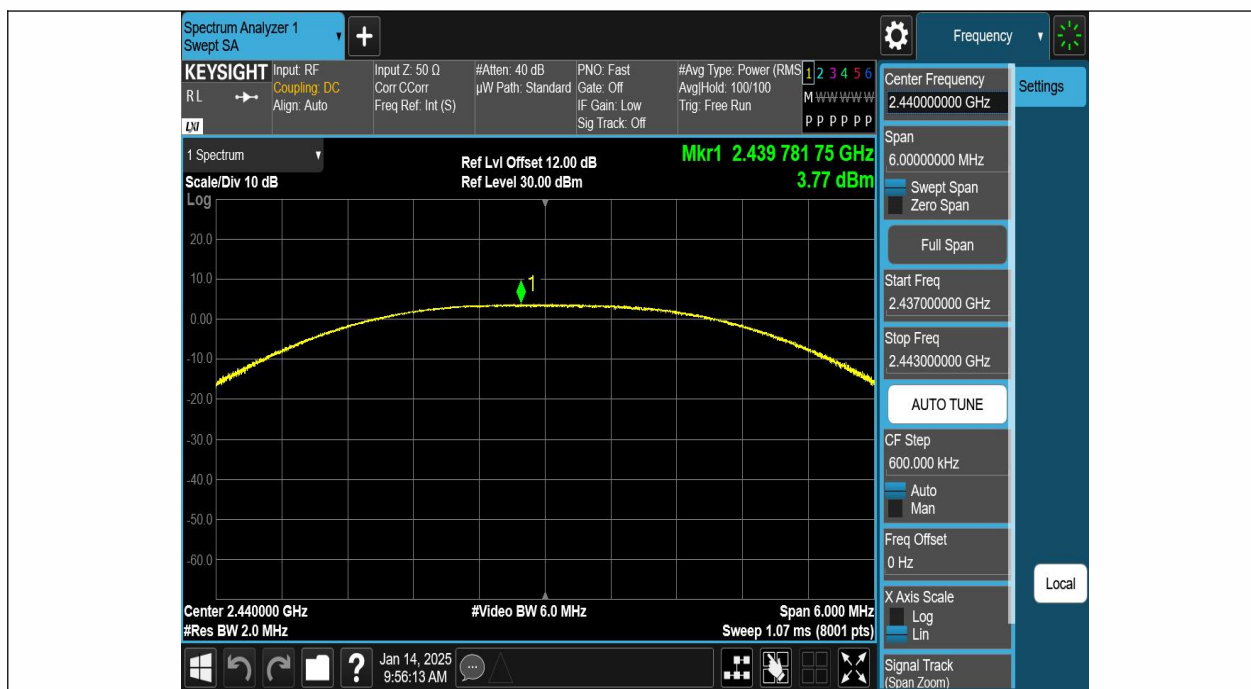 Spectrum Analyzer 1
Swept SA
+
Frequency
KEYSIGHT
RL
LXI
Input: RF
Coupling: DC
Align: Auto
Input Z: 50 Ω
Corr CCorr
Freq Ref: Int (S)
#Atten: 40 dB
µW Path: Standard
PNO: Fast
Gate: Off
IF Gain: Low
Sig Track: Off
#Avg Type: Power (RMS
Avg|Hold: 100/100
Trig: Free Run
1 2 3 4 5 6
M W W W W W
P P P P P P
1 Spectrum
Scale/Div 10 dB
Log
Ref Lvl Offset 12.00 dB
Ref Level 30.00 dBm
Mkr1 2.439 781 75 GHz
3.77 dBm
20.0
10.0
0.00
-10.0
-20.0
-30.0
-40.0
-50.0
-60.0
1
Center 2.440000 GHz
#Res BW 2.0 MHz
#Video BW 6.0 MHz
Span 6.000 MHz
Sweep 1.07 ms (8001 pts)
Center Frequency
2.440000000 GHz
Settings
Span
6.00000000 MHz
Swept Span
Zero Span
Full Span
Start Freq
2.437000000 GHz
Stop Freq
2.443000000 GHz
AUTO TUNE
CF Step
600.000 kHz
Auto
Man
Freq Offset
0 Hz
X Axis Scale
Log
Lin
Local
Signal Track
(Span Zoom)
?
Jan 14, 2025
9:56:13 AM